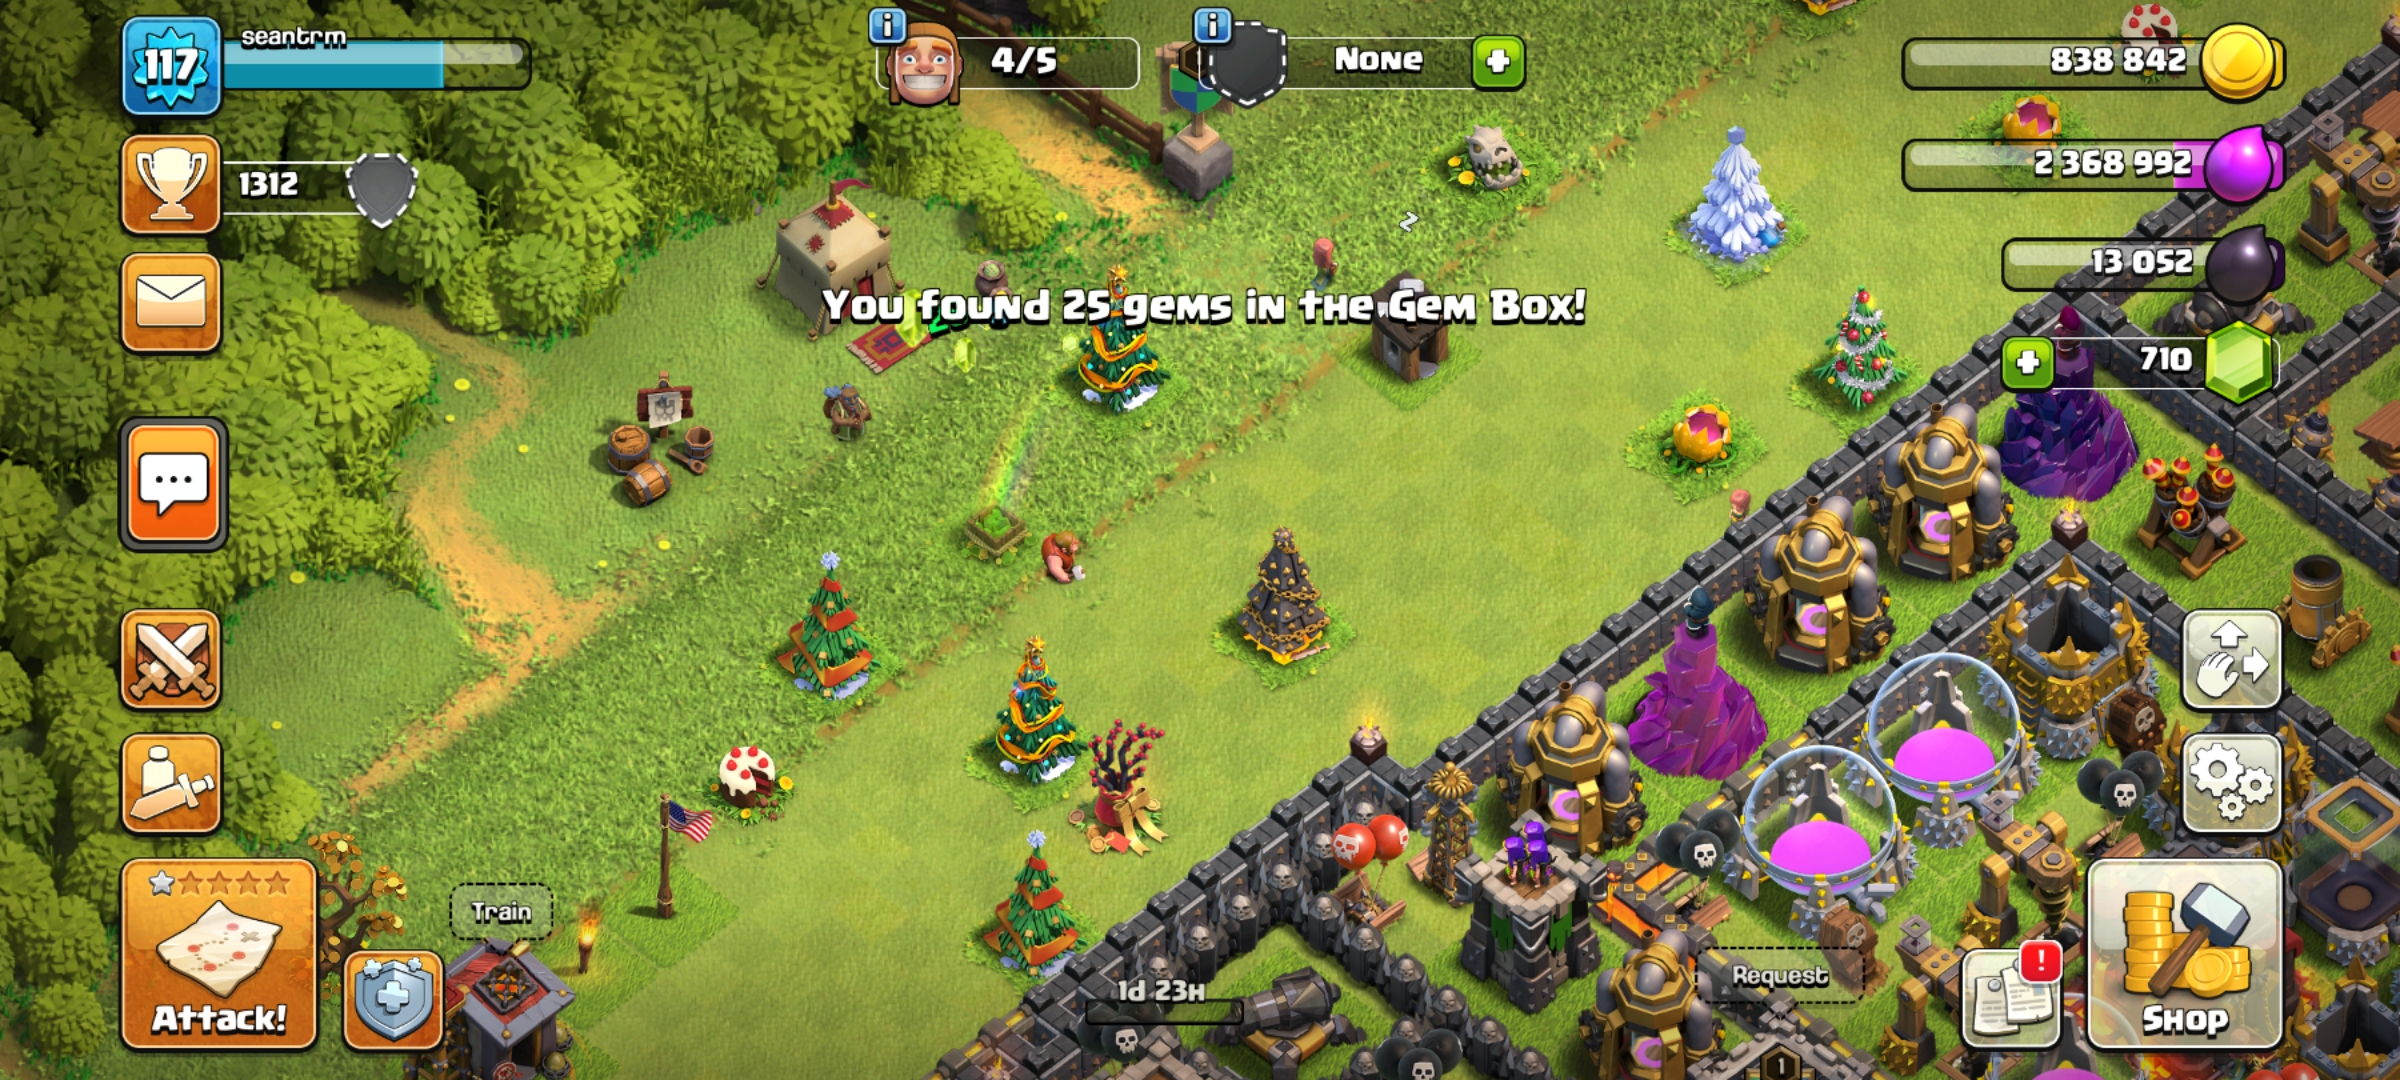 117
seantrm
4/5
None
838 842
1312
2 368 992
13 052
You found 25 gems in the Gem Box!
710
Train
Request
1d 23H
Attack!
Shop
1